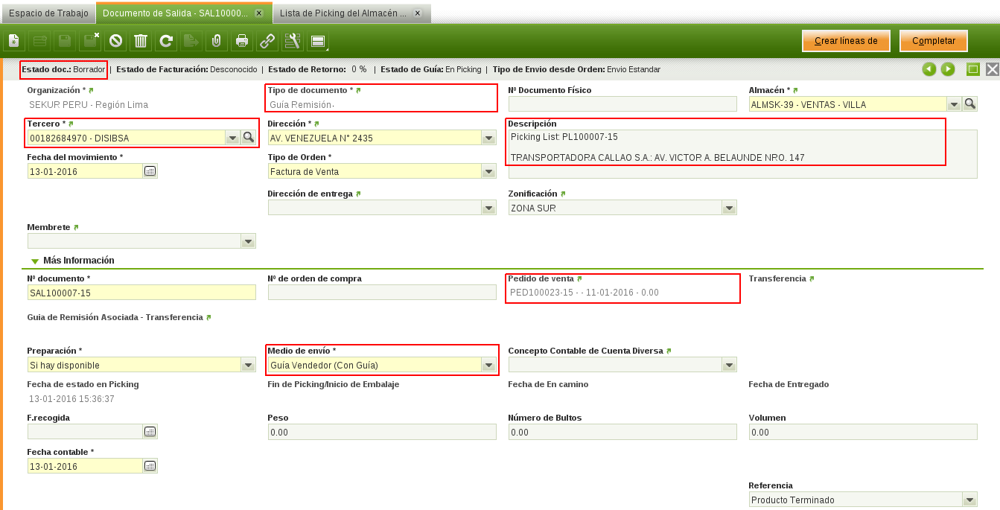 Espacio de Trabajo
Documento de Salida - SAL10000...
Lista de Picking del Almacén ...
Crear líneas de
Completar
Estado doc.: Borrador | Estado de Facturación: Desconocido | Estado de Retorno: 0 % | Estado de Guía: En Picking | Tipo de Envio desde Orden: Envio Estandar
Organización *
Tipo de documento *
Nº Documento Físico
Almacén *
SEKUR PERU - Región Lima
Guía Remisión.
ALMSK-39 - VENTAS - VILLA
Tercero *
Dirección *
Descripción
00182684970 - DISIBSA
AV. VENEZUELA N° 2435
Picking List: PL100007-15
TRANSPORTADORA CALLAO S.A.: AV. VICTOR A. BELAUNDE NRO. 147
Fecha del movimiento *
Tipo de Orden *
13-01-2016
Factura de Venta
Dirección de entrega
Zonificación
ZONA SUR
Membrete
Más Información
Nº documento *
Nº de orden de compra
Pedido de venta
Transferencia
SAL100007-15
PED100023-15 - - 11-01-2016 - 0.00
Guia de Remisión Asociada - Transferencia
Preparación *
Medio de envío *
Concepto Contable de Cuenta Diversa
Si hay disponible
Guía Vendedor (Con Guía)
Fecha de estado en Picking
Fin de Picking/Inicio de Embalaje
Fecha de En camino
Fecha de Entregado
13-01-2016 15:36:37
F.recogida
Peso
Número de Bultos
Volumen
0.00
0.00
0.00
Fecha contable *
13-01-2016
Referencia
Producto Terminado